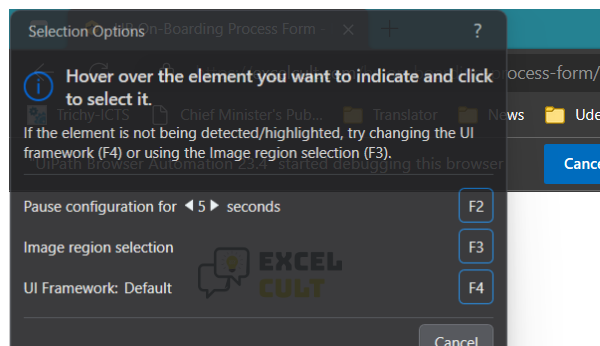 HR On-Boarding Process Form -
Selection Options
?
Hover over the element you want to indicate and click
to select it.
process-form/
Trichy-ICTS
Chief Minister's Pub...
Translator
News
Ude
If the element is not being detected/highlighted, try changing the UI
framework (F4) or using the Image region selection (F3).
"UiPath Browser Automation 23.4" started debugging this browser
Canc
Pause configuration for 5 seconds
F2
Image region selection
F3
EXCEL
CULT
UI Framework: Default
F4
Cancel